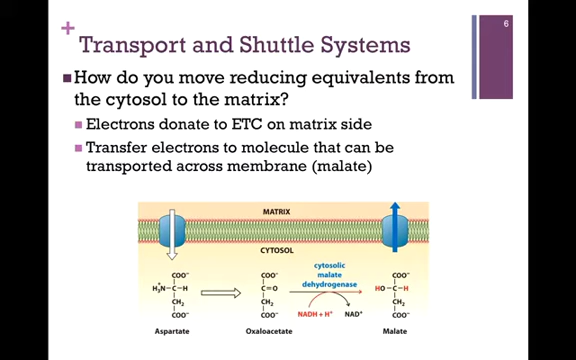 6
+
Transport and Shuttle Systems
How do you move reducing equivalents from
the cytosol to the matrix?
Electrons donate to ETC on matrix side
Transfer electrons to molecule that can be
transported across membrane (malate)
MATRIX
CYTOSOL
cytosolic
malate
dehydrogenase
COO⁻ COO⁻ COO⁻
H₃N⁺—C—H C=O HO—C—H
CH₂ CH₂ CH₂
COO⁻ COO⁻ COO⁻
NADH + H⁺ NAD⁺
Aspartate Oxaloacetate Malate